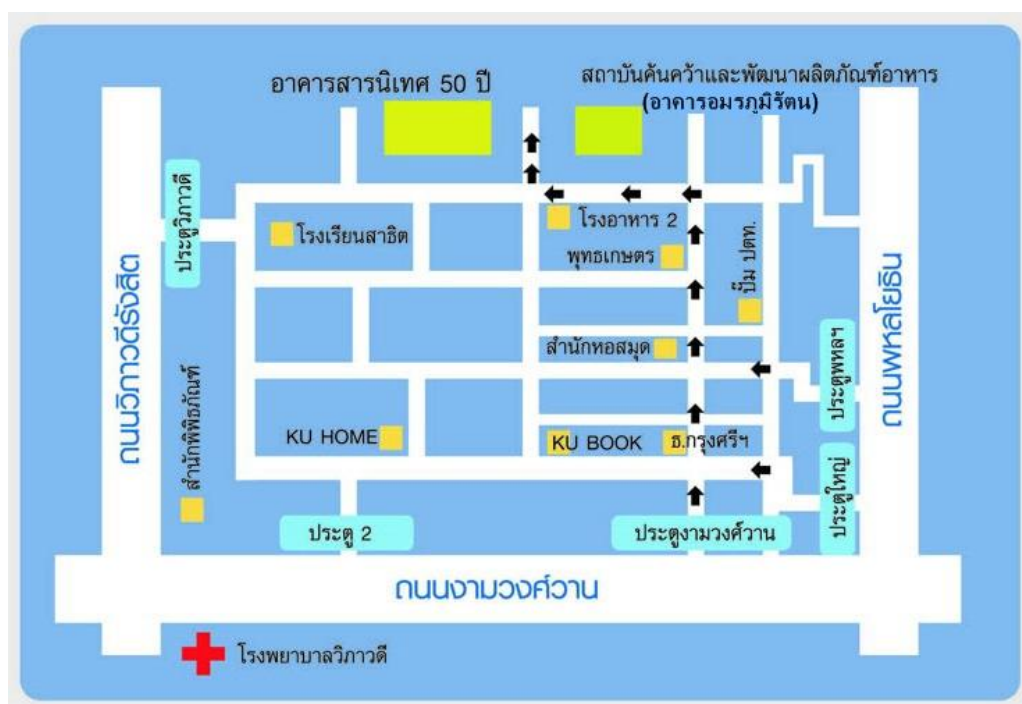 อาคารสารนิเทศ 50 ปี
สถาบันค้นคว้าและพัฒนาผลิตภัณฑ์อาหาร
(อาคารอมรภูมิรัตน)
ประตูวิภาวดี
โรงเรียนสาธิต
โรงอาหาร 2
พุทธเกษตร
ปั๊ม ปตท.
ถนนวิภาวดีรังสิต
ถนนพหลโยธิน
สำนักหอสมุด
ประตูพหลฯ
สำนักพิพิธภัณฑ์
KU HOME
KU BOOK
ธ.กรุงศรีฯ
ประตูใหญ่
ประตู 2
ประตูงามวงศ์วาน
ถนนงามวงศ์วาน
โรงพยาบาลวิภาวดี